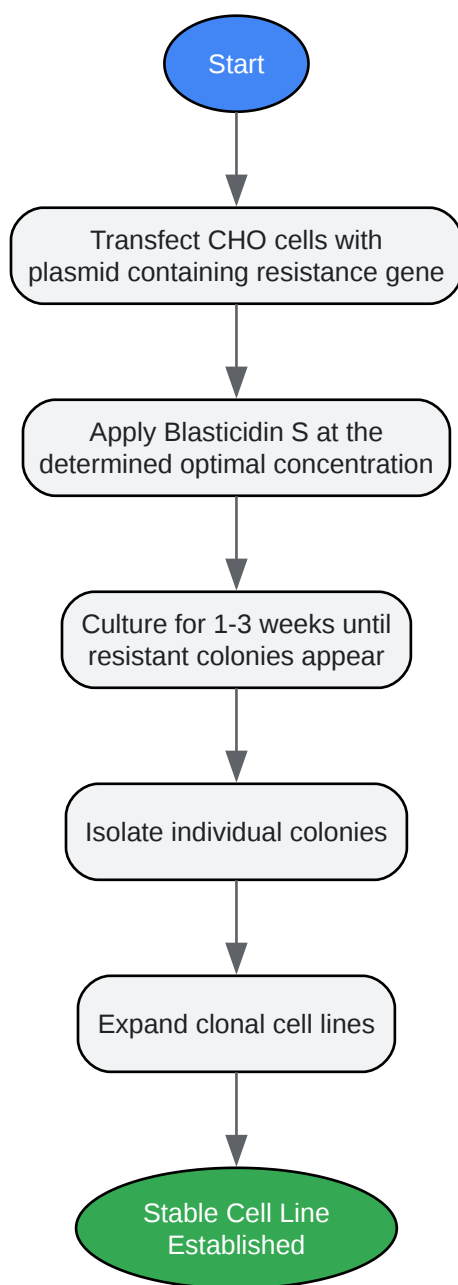 Start
Transfect CHO cells with
plasmid containing resistance gene
Apply Blasticidin S at the
determined optimal concentration
Culture for 1-3 weeks until
resistant colonies appear
Isolate individual colonies
Expand clonal cell lines
Stable Cell Line
Established